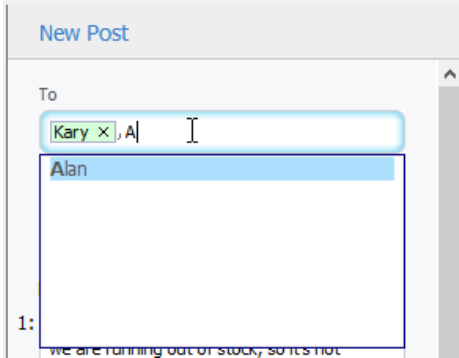 New Post
To
Kary × , A
Alan
1:
we are running out of stock, so it's not